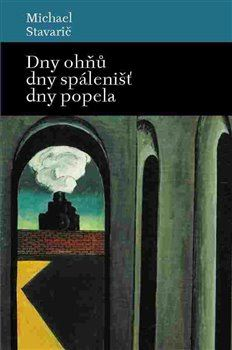 Michael
Stavarič
Dny ohňů
dny spálenišť
dny popela